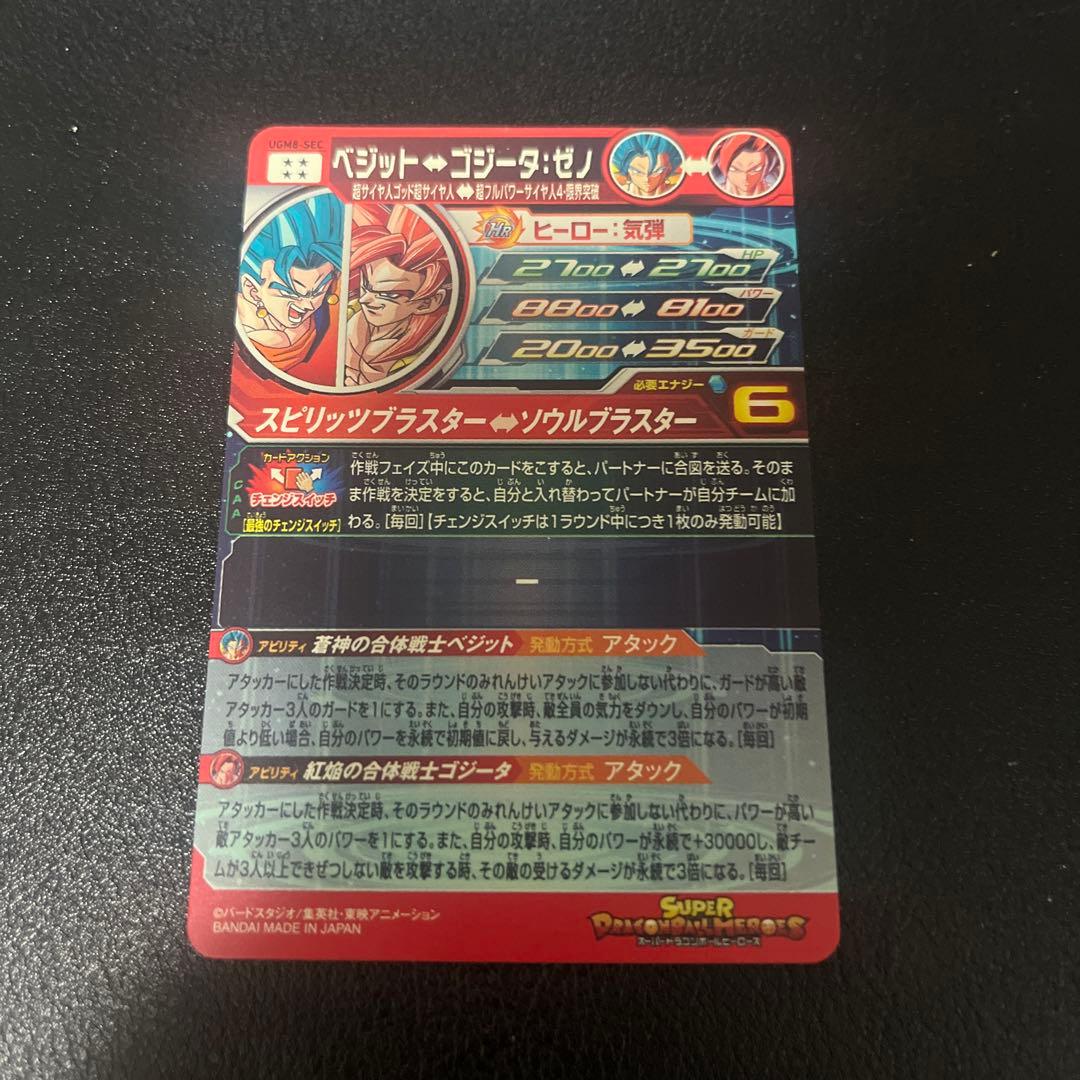 UGM8-SEC
ベジット⇔ゴジータ:ゼノ
超サイヤ人ゴッド超サイヤ人⇔超フルパワーサイヤ人4・限界突破
HR ヒーロー:気弾
HP
2700⇔2700
パワー
8800⇔8100
ガード
2000⇔3500
必要エナジー 6
スピリッツブラスター⇔ソウルブラスター
CAA
カードアクション
チェンジスイッチ
[最強のチェンジスイッチ]
作戦フェイズ中にこのカードをこすると、パートナーに合図を送る。そのま
ま作戦を決定をすると、自分と入れ替わってパートナーが自分チームに加
わる。[毎回]【チェンジスイッチは1ラウンド中につき1枚のみ発動可能】
ー
アビリティ 蒼神の合体戦士ベジット 発動方式 アタック
アタッカーにした作戦決定時、そのラウンドのみれんけいアタックに参加しない代わりに、ガードが高い敵
アタッカー3人のガードを1にする。また、自分の攻撃時、敵全員の気力をダウンし、自分のパワーが初期
値より低い場合、自分のパワーを永続で初期値に戻し、与えるダメージが永続で3倍になる。[毎回]
アビリティ 紅焔の合体戦士ゴジータ 発動方式 アタック
アタッカーにした作戦決定時、そのラウンドのみれんけいアタックに参加しない代わりに、パワーが高い
敵アタッカー3人のパワーを1にする。また、自分の攻撃時、自分のパワーが永続で+30000し、敵チー
ムが3人以上できぜつしない敵を攻撃する時、その敵の受けるダメージが永続で3倍になる。[毎回]
©バードスタジオ/集英社・東映アニメーション
BANDAI MADE IN JAPAN
SUPER
DRAGONBALL HEROES
スーパードラゴンボールヒーローズ